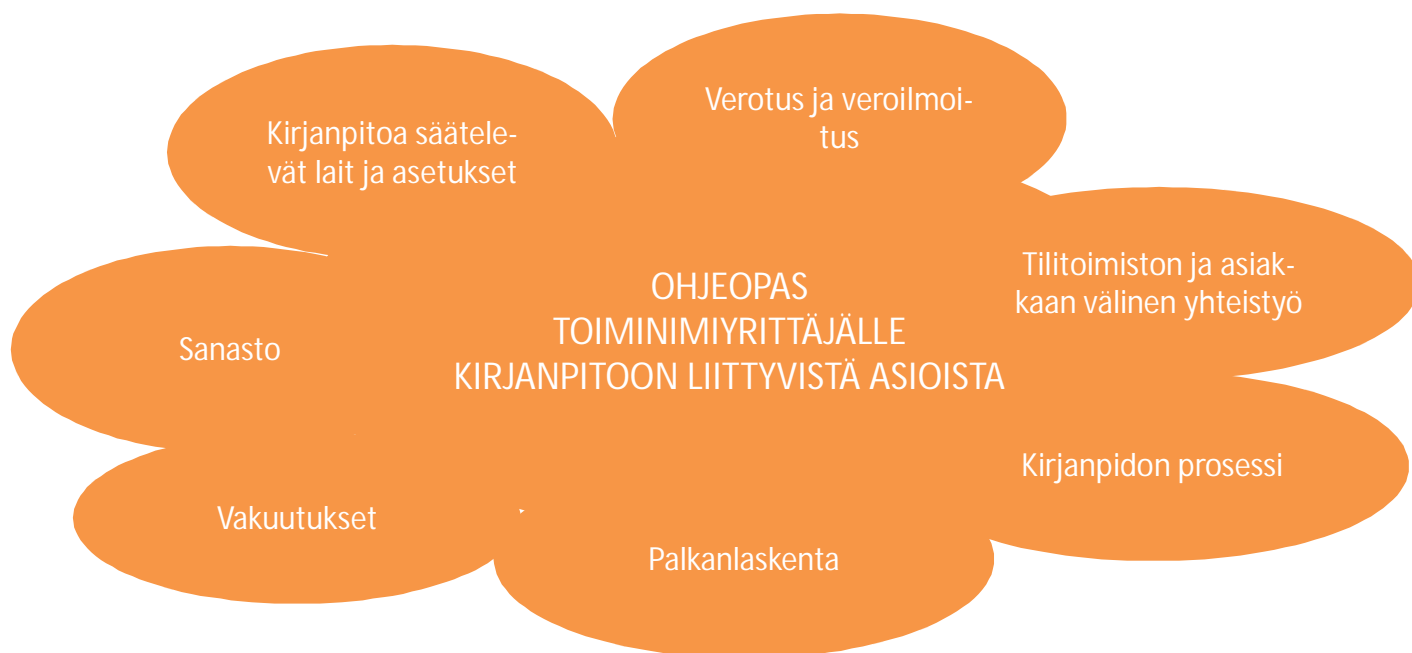 Verotus ja veroilmoi-
tus
Kirjanpitoa säätele-
vät lait ja asetukset
Tilitoimiston ja asiak-
kaan välinen yhteistyö
OHJEOPAS
TOIMINIMIYRITTÄJÄLLE
KIRJANPITOON LIITTYVISTÄ ASIOISTA
Sanasto
Kirjanpidon prosessi
Vakuutukset
Palkanlaskenta